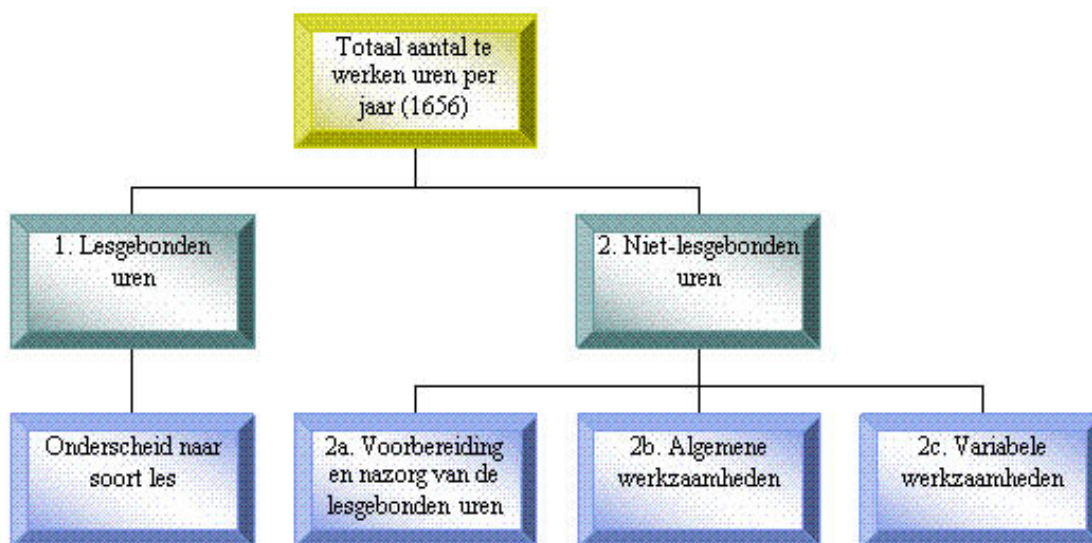 Totaal aantal te
werken uren per
jaar (1656)
1. Lesgebonden
uren
2. Niet-lesgebonden
uren
Onderscheid naar
soort les
2a. Voorbereiding
en nazorg van de
lesgebonden uren
2b. Algemene
werkzaamheden
2c. Variabele
werkzaamheden